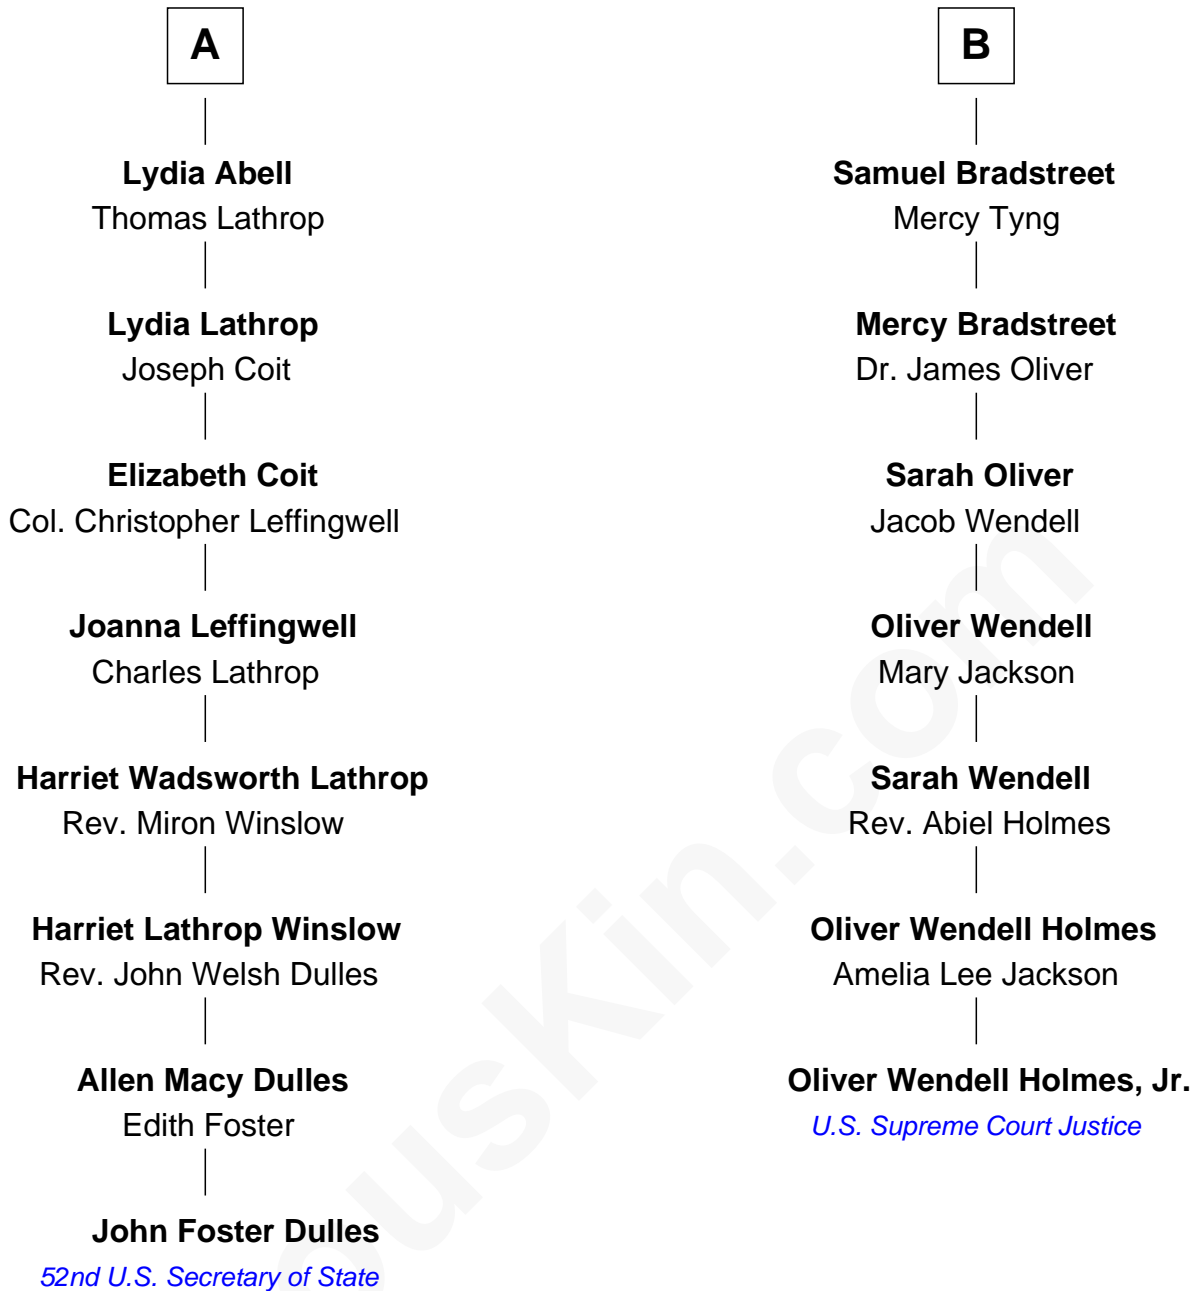 A
Lydia Abell
Thomas Lathrop
Lydia Lathrop
Joseph Coit
Elizabeth Coit
Col. Christopher Leffingwell
Joanna Leffingwell
Charles Lathrop
Harriet Wadsworth Lathrop
Rev. Miron Winslow
Harriet Lathrop Winslow
Rev. John Welsh Dulles
Allen Macy Dulles
Edith Foster
John Foster Dulles
52nd U.S. Secretary of State
B
Samuel Bradstreet
Mercy Tyng
Mercy Bradstreet
Dr. James Oliver
Sarah Oliver
Jacob Wendell
Oliver Wendell
Mary Jackson
Sarah Wendell
Rev. Abiel Holmes
Oliver Wendell Holmes
Amelia Lee Jackson
Oliver Wendell Holmes, Jr.
U.S. Supreme Court Justice
ousKin.com